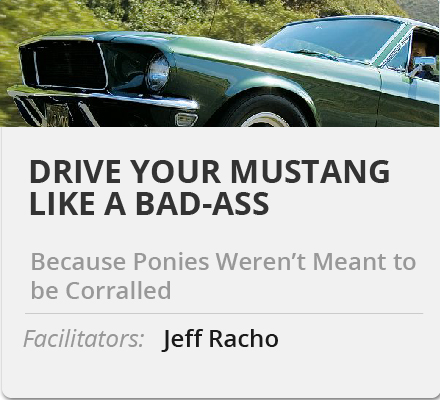 DRIVE YOUR MUSTANG
LIKE A BAD-ASS
Because Ponies Weren’t Meant to
be Corralled
Facilitators: Jeff Racho